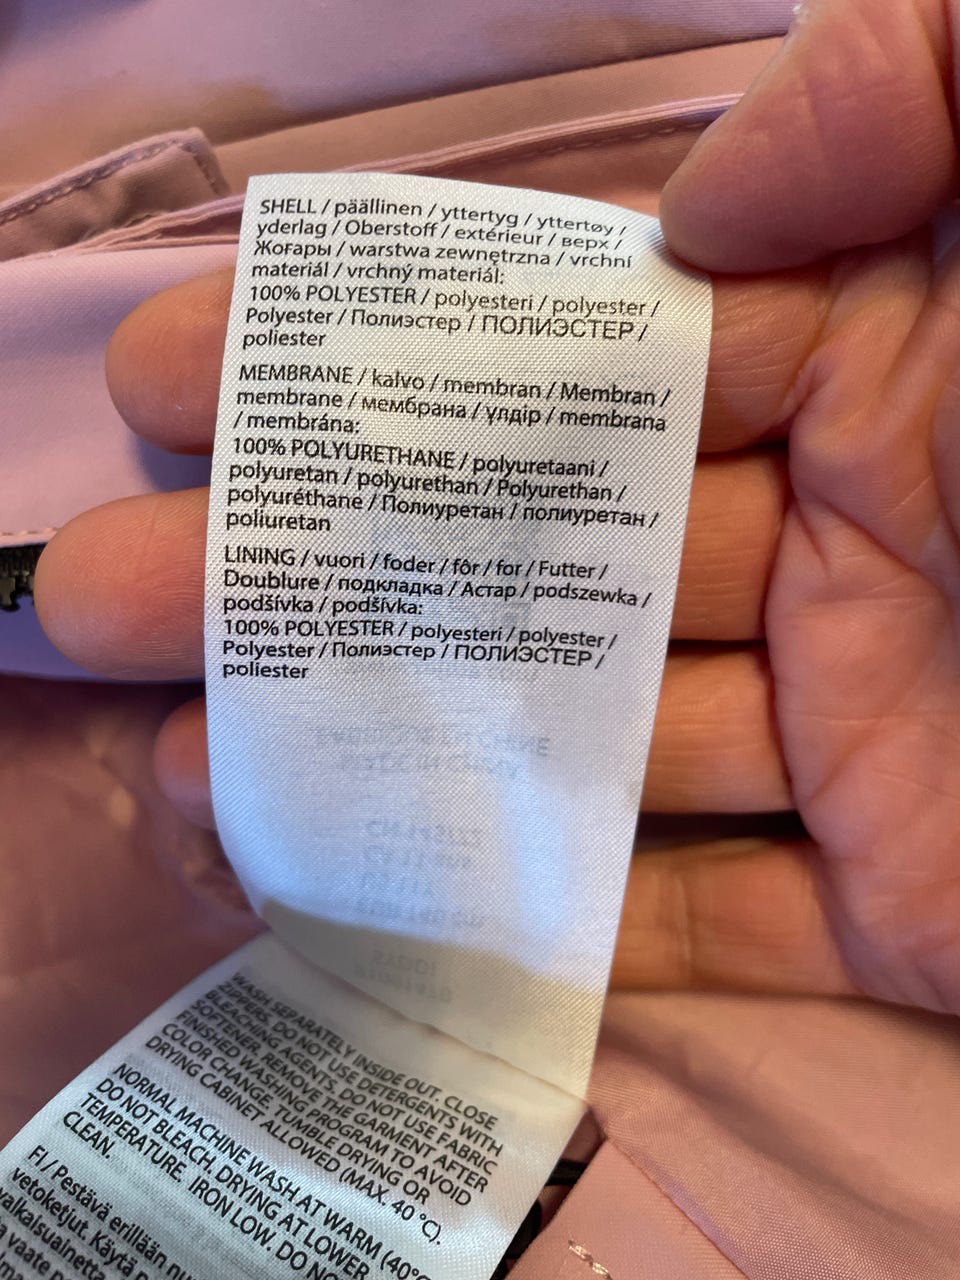 SHELL / päällinen / yttertyg / yttertøy /
yderlag / Oberstoff / extérieur / верх /
Жоғары / warstwa zewnętrzna / vrchní
materiál / vrchný materiál:
100% POLYESTER / polyesteri / polyester /
Polyester / Полиэстер / ПОЛИЭСТЕР /
poliester
MEMBRANE / kalvo / membran / Membran /
membrane / мембрана / үлдір / membrana
/ membrána:
100% POLYURETHANE / polyuretaani /
polyuretan / polyurethan / Polyurethan /
polyuréthane / Полиуретан / полиуретан /
poliuretan
LINING / vuori / foder / fôr / for / Futter /
Doublure / подкладка / Астар / podszewka /
podšívka / podšívka:
100% POLYESTER / polyesteri / polyester /
Polyester / Полиэстер / ПОЛИЭСТЕР /
poliester
WASH SEPARATELY INSIDE OUT. CLOSE
ZIPPERS. DO NOT USE DETERGENTS WITH
BLEACHING AGENTS. DO NOT USE FABRIC
SOFTENER. REMOVE THE GARMENT AFTER
FINISHED WASHING PROGRAM TO AVOID
COLOR CHANGE. TUMBLE DRYING OR
DRYING CABINET ALLOWED (MAX. 40 °C).
NORMAL MACHINE WASH AT WARM (40°C
DO NOT BLEACH. DRYING AT LOWER
TEMPERATURE. IRON LOW. DO NO
CLEAN.
FI / Pestävä erillään nu
vetoketjut. Käytä p
valkaisuainetta
vaate p